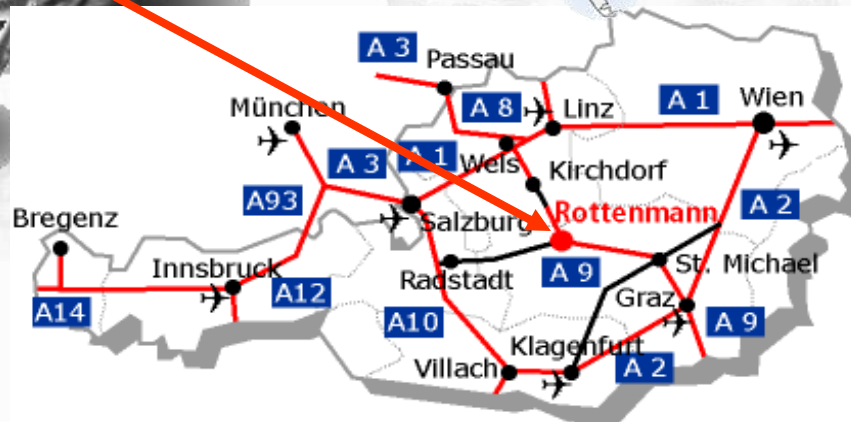 A 3
Passau
München
A 8
Linz
A 1
Wien
A 3
A 1
Wels
Kirchdorf
A93
Bregenz
Salzburg
Rottenmann
A 2
Innsbruck
Radstadt
A 9
St. Michael
A14
A12
Graz
A10
Klagenfurt
A 9
Villach
A 2